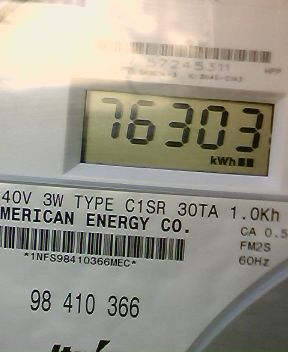 57245311
76303
kWh
40V 3W TYPE C1SR 30TA 1.0Kh
MERICAN ENERGY CO.
CA 0.5
FM2S
60Hz
*1NFS98410366MEC*
98 410 366